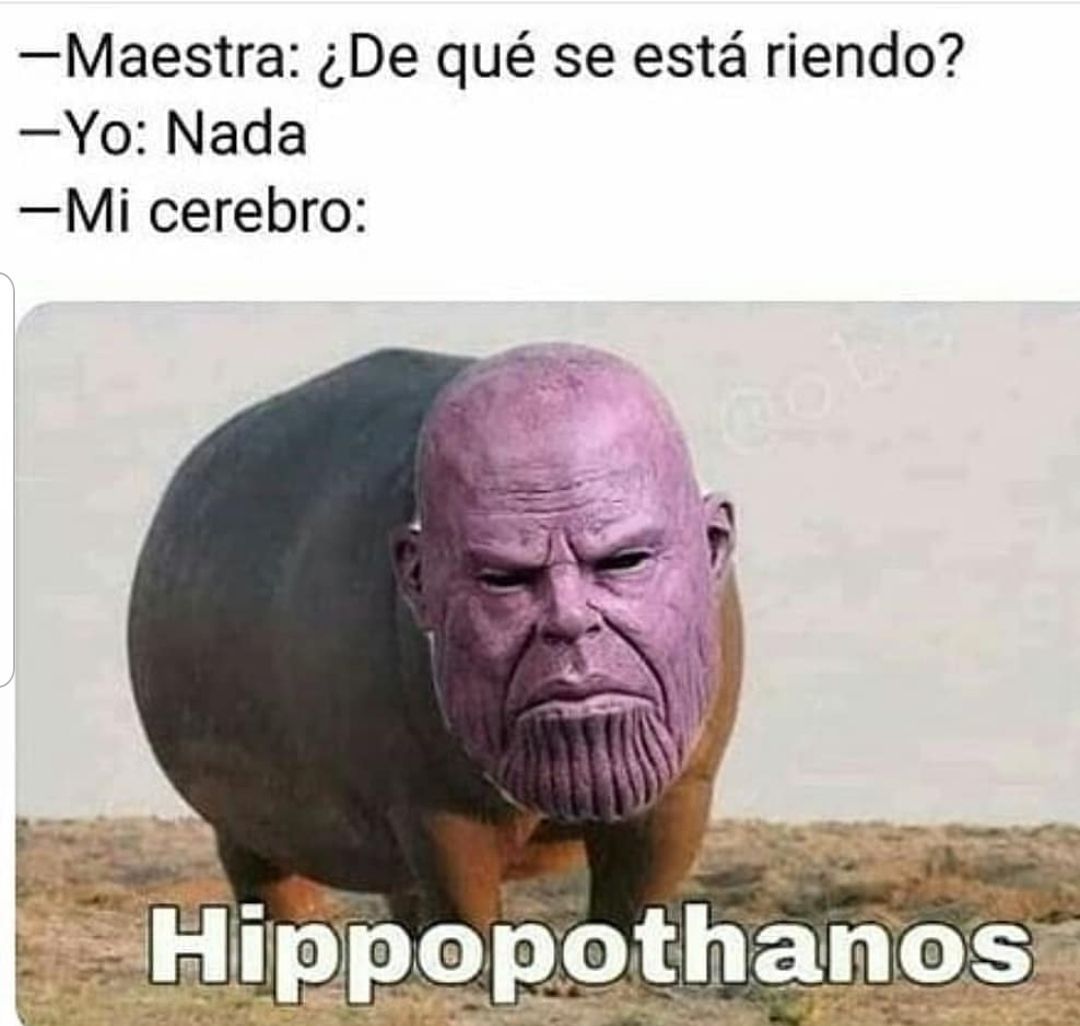 —Maestra: ¿De qué se está riendo?
—Yo: Nada
—Mi cerebro:
Hippopothanos